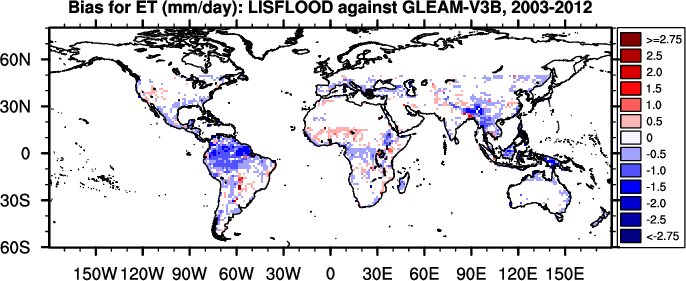 Bias for ET (mm/day): LISFLOOD against GLEAM-V3B, 2003-2012
60N
30N
0
30S
60S
150W 120W 90W 60W 30W 0 30E 60E 90E 120E 150E
>=2.75
2.5
2.0
1.5
1.0
0.5
0
-0.5
-1.0
-1.5
-2.0
-2.5
<-2.75